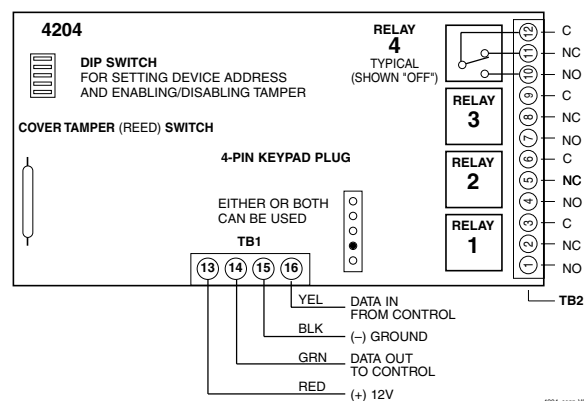 4204
DIP SWITCH
FOR SETTING DEVICE ADDRESS
AND ENABLING/DISABLING TAMPER
COVER TAMPER (REED) SWITCH
4-PIN KEYPAD PLUG
EITHER OR BOTH
CAN BE USED
TB1
13 14 15 16
RELAY
4
TYPICAL
(SHOWN "OFF")
RELAY
3
RELAY
2
RELAY
1
12 C
11 NC
10 NO
9 C
8 NC
7 NO
6 C
5 NC
4 NO
3 C
2 NC
1 NO
TB2
YEL DATA IN
FROM CONTROL
BLK (–) GROUND
GRN DATA OUT
TO CONTROL
RED (+) 12V